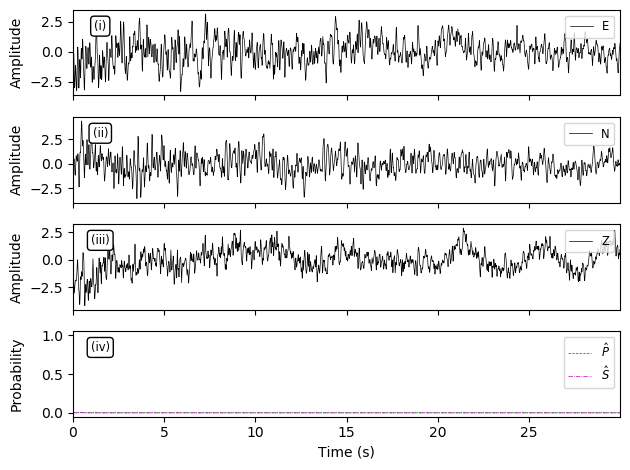 (i)
E
2.5
0.0
−2.5
Amplitude
(ii)
N
2.5
0.0
−2.5
Amplitude
(iii)
Z
2.5
0.0
−2.5
Amplitude
(iv)
P̂
Ŝ
1.0
0.5
0.0
Probability
0 5 10 15 20 25
Time (s)